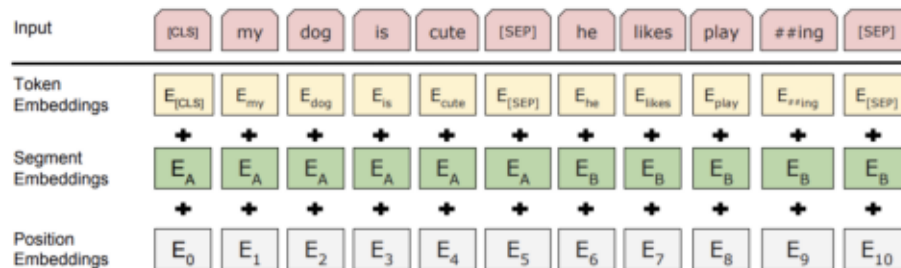 Input [CLS] my dog is cute [SEP] he likes play ##ing [SEP]
Token Embeddings E[CLS] Emy Edog Eis Ecute E[SEP] Ehe Elikes Eplay E##ing E[SEP]
+ + + + + + + + + + +
Segment Embeddings EA EA EA EA EA EA EB EB EB EB EB
+ + + + + + + + + + +
Position Embeddings E0 E1 E2 E3 E4 E5 E6 E7 E8 E9 E10